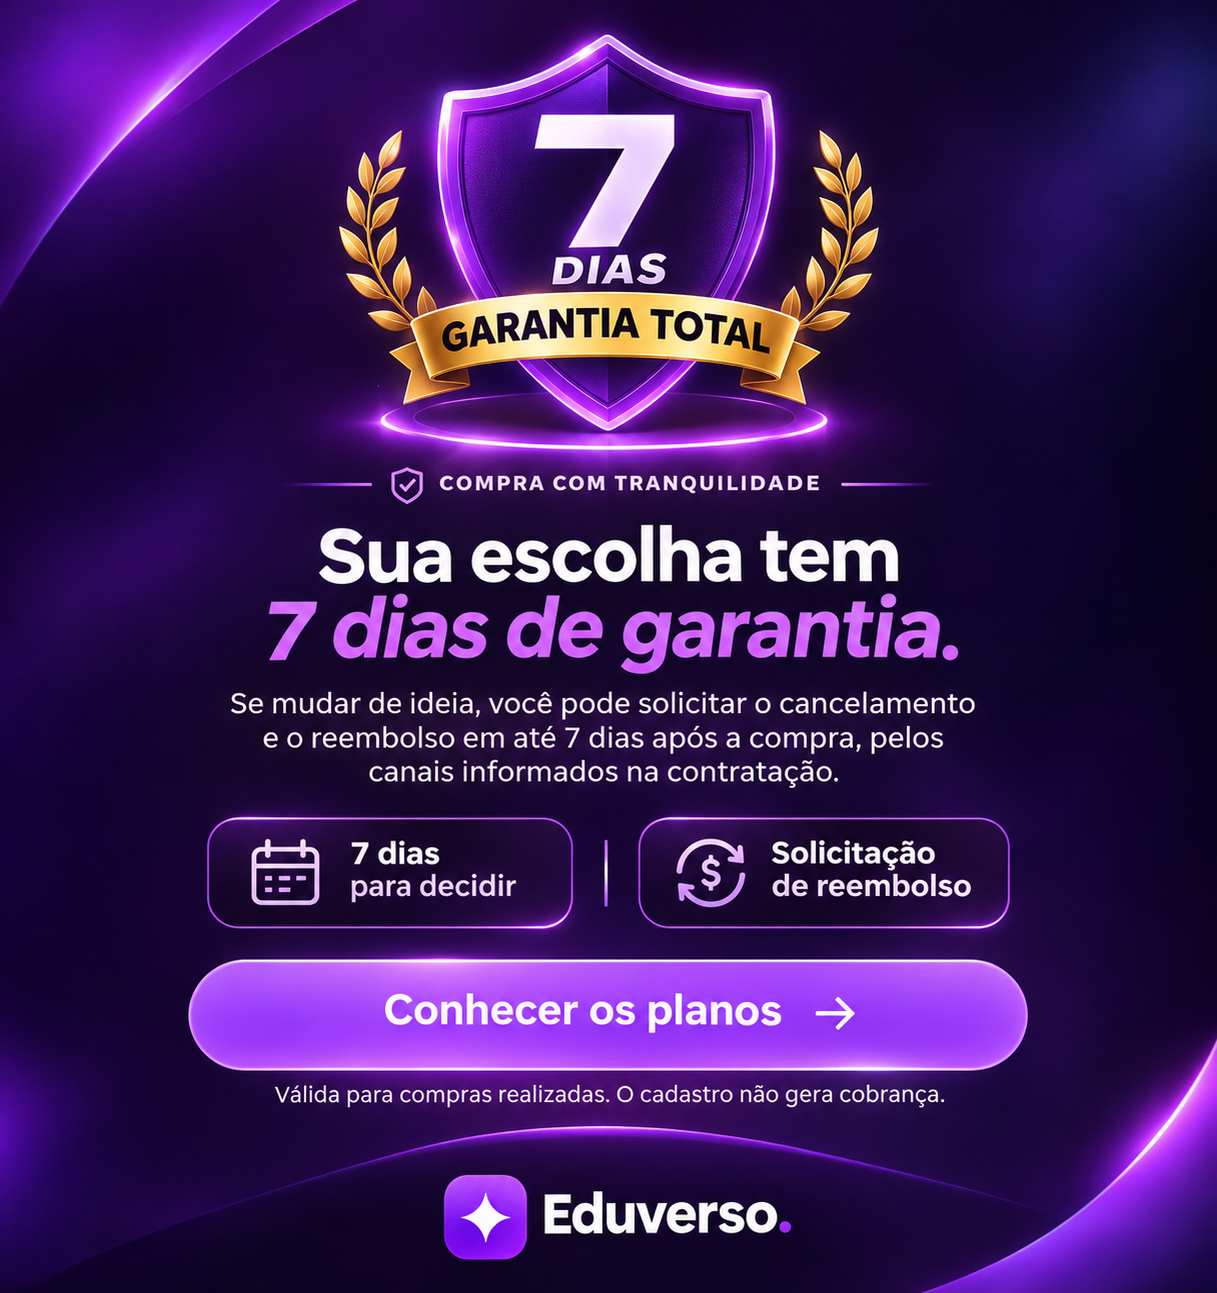 7
DIAS
GARANTIA TOTAL
COMPRA COM TRANQUILIDADE
Sua escolha tem
7 dias de garantia.
Se mudar de ideia, você pode solicitar o cancelamento
e o reembolso em até 7 dias após a compra, pelos
canais informados na contratação.
7 dias
para decidir
Solicitação
de reembolso
Conhecer os planos →
Válida para compras realizadas. O cadastro não gera cobrança.
Eduverso.